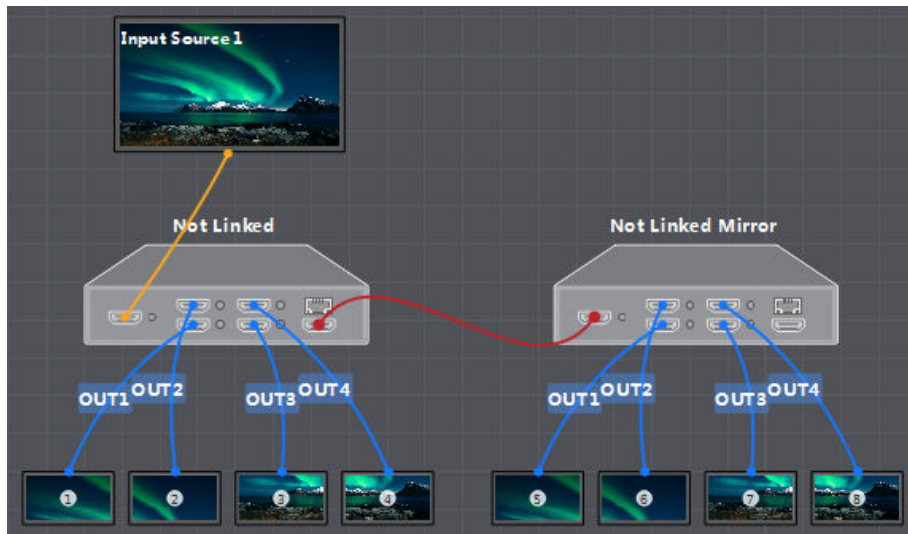 Input Source 1
Not Linked
Not Linked Mirror
OUT1 OUT2 OUT3 OUT4
OUT1 OUT2 OUT3 OUT4
1 2 3 4 5 6 7 8